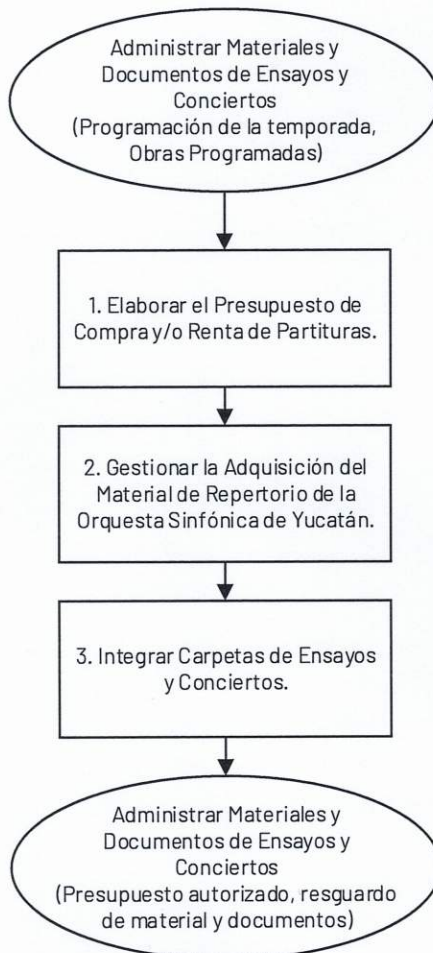 Administrar Materiales y
Documentos de Ensayos y
Conciertos
(Programación de la temporada,
Obras Programadas)
1. Elaborar el Presupuesto de
Compra y/o Renta de Partituras.
2. Gestionar la Adquisición del
Material de Repertorio de la
Orquesta Sinfónica de Yucatán.
3. Integrar Carpetas de Ensayos
y Conciertos.
Administrar Materiales y
Documentos de Ensayos y
Conciertos
(Presupuesto autorizado, resguardo
de material y documentos)